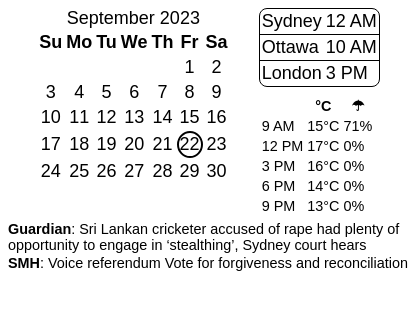 September 2023
Su Mo Tu We Th Fr Sa
1 2
3 4 5 6 7 8 9
10 11 12 13 14 15 16
17 18 19 20 21 22 23
24 25 26 27 28 29 30
Sydney 12 AM
Ottawa 10 AM
London 3 PM
°C ☂
9 AM 15°C 71%
12 PM 17°C 0%
3 PM 16°C 0%
6 PM 14°C 0%
9 PM 13°C 0%
Guardian: Sri Lankan cricketer accused of rape had plenty of
opportunity to engage in ‘stealthing’, Sydney court hears
SMH: Voice referendum Vote for forgiveness and reconciliation